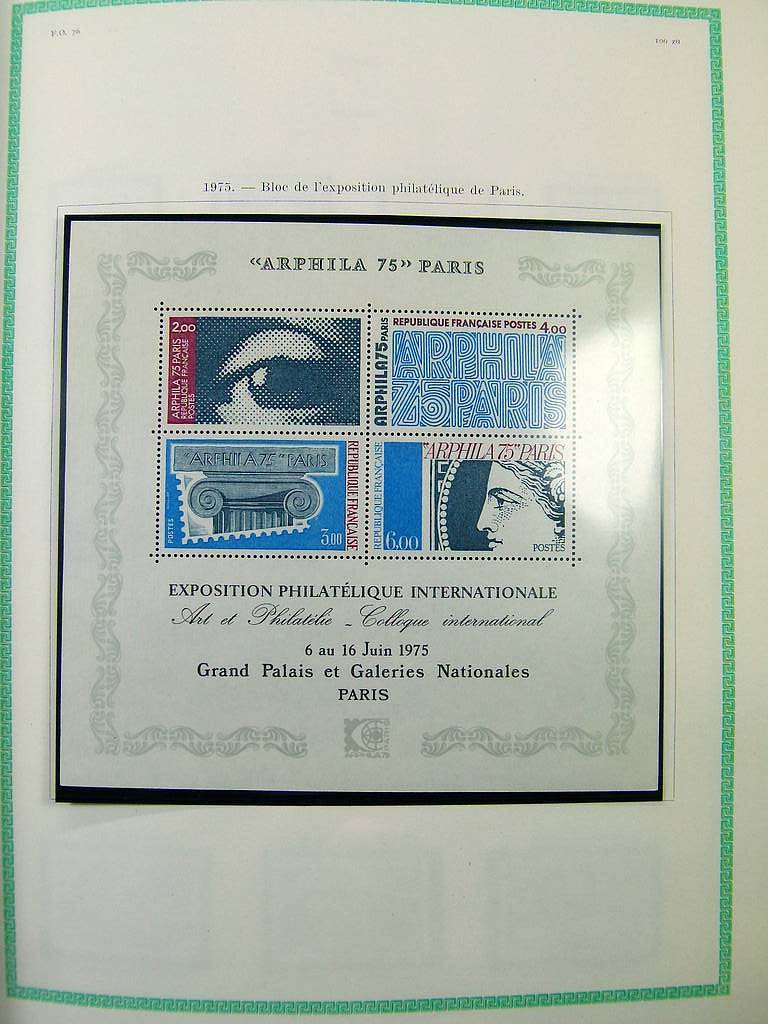 F.O. 76
1975. — Bloc de l'exposition philatélique de Paris.
«ARPHILA 75» PARIS
2.00
ARPHILA 75 PARIS
REPUBLIQUE FRANÇAISE
POSTES
REPUBLIQUE FRANÇAISE POSTES 4.00
ARPHILA75 PARIS
ARPHILA
75 PARIS
"ARPHILA 75" PARIS
POSTES
3.00
REPUBLIQUE FRANÇAISE
REPUBLIQUE FRANÇAISE
6.00
"ARPHILA 75" PARIS
POSTES
EXPOSITION PHILATÉLIQUE INTERNATIONALE
Art et Philatélie - Colloque international
6 au 16 Juin 1975
Grand Palais et Galeries Nationales
PARIS